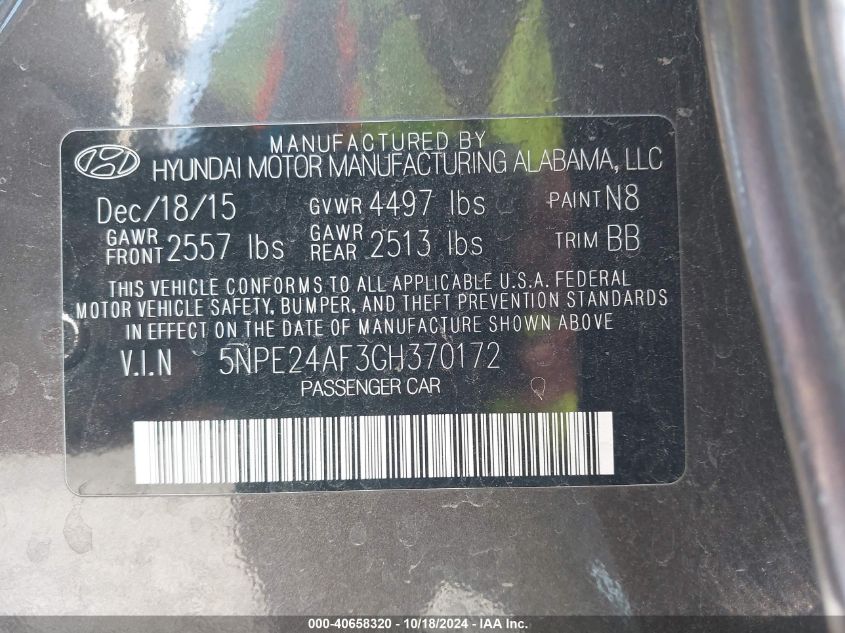 MANUFACTURED BY
HYUNDAI MOTOR MANUFACTURING ALABAMA, LLC
Dec/18/15 GVWR 4497 lbs PAINT N8
GAWR FRONT 2557 lbs GAWR REAR 2513 lbs TRIM BB
THIS VEHICLE CONFORMS TO ALL APPLICABLE U.S.A. FEDERAL
MOTOR VEHICLE SAFETY, BUMPER, AND THEFT PREVENTION STANDARDS
IN EFFECT ON THE DATE OF MANUFACTURE SHOWN ABOVE
V.I.N 5NPE24AF3GH370172
PASSENGER CAR
000-40658320 - 10/18/2024 - IAA Inc.